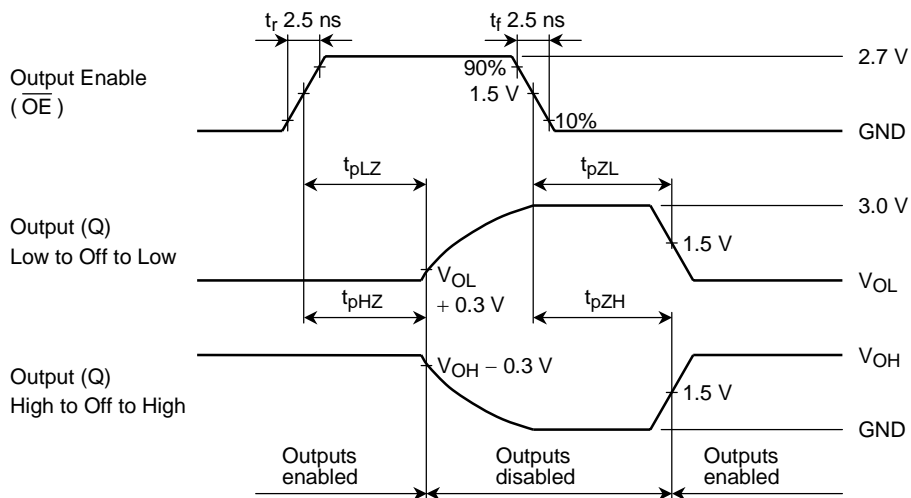 tr 2.5 ns
tf 2.5 ns
Output Enable
( OE )
90%
1.5 V
10%
2.7 V
GND
tpLZ
tpZL
Output (Q)
Low to Off to Low
3.0 V
1.5 V
VOL
+ 0.3 V
VOL
tpHZ
tpZH
Output (Q)
High to Off to High
VOH − 0.3 V
VOH
1.5 V
GND
Outputs
enabled
Outputs
disabled
Outputs
enabled